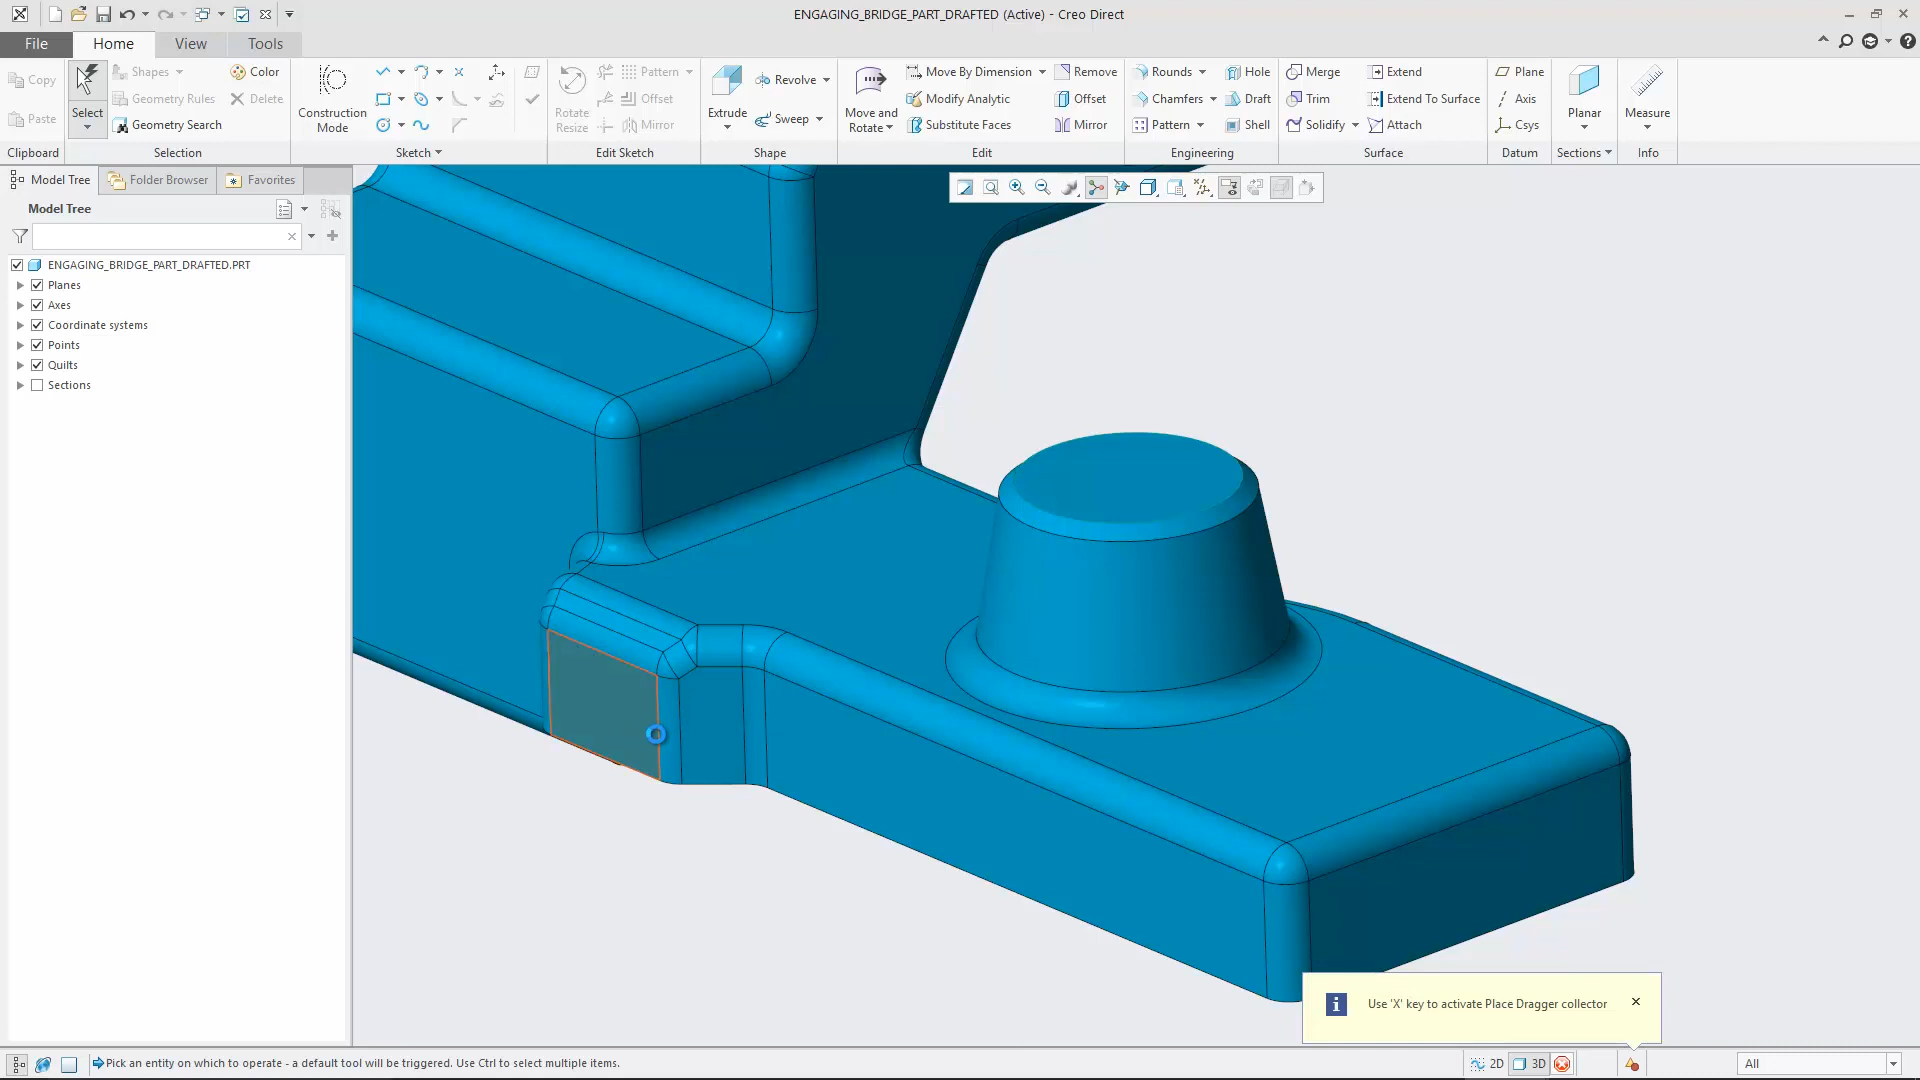 ENGAGING_BRIDGE_PART_DRAFTED (Active) - Creo Direct
File Home View Tools
Copy
Paste
Clipboard
Select
Shapes
Geometry Rules
Geometry Search
Color
Delete
Selection
Construction
Mode
Sketch
Rotate
Resize
Pattern
Offset
Mirror
Edit Sketch
Extrude
Revolve
Sweep
Shape
Move and
Rotate
Move By Dimension
Modify Analytic
Substitute Faces
Remove
Offset
Mirror
Edit
Rounds
Chamfers
Pattern
Hole
Draft
Shell
Engineering
Merge
Trim
Solidify
Extend
Extend To Surface
Attach
Surface
Plane
Axis
Csys
Datum
Planar
Sections
Measure
Info
Model Tree Folder Browser Favorites
Model Tree
ENGAGING_BRIDGE_PART_DRAFTED.PRT
Planes
Axes
Coordinate systems
Points
Quilts
Sections
Use 'X' key to activate Place Dragger collector
Pick an entity on which to operate - a default tool will be triggered. Use Ctrl to select multiple items.
2D 3D All